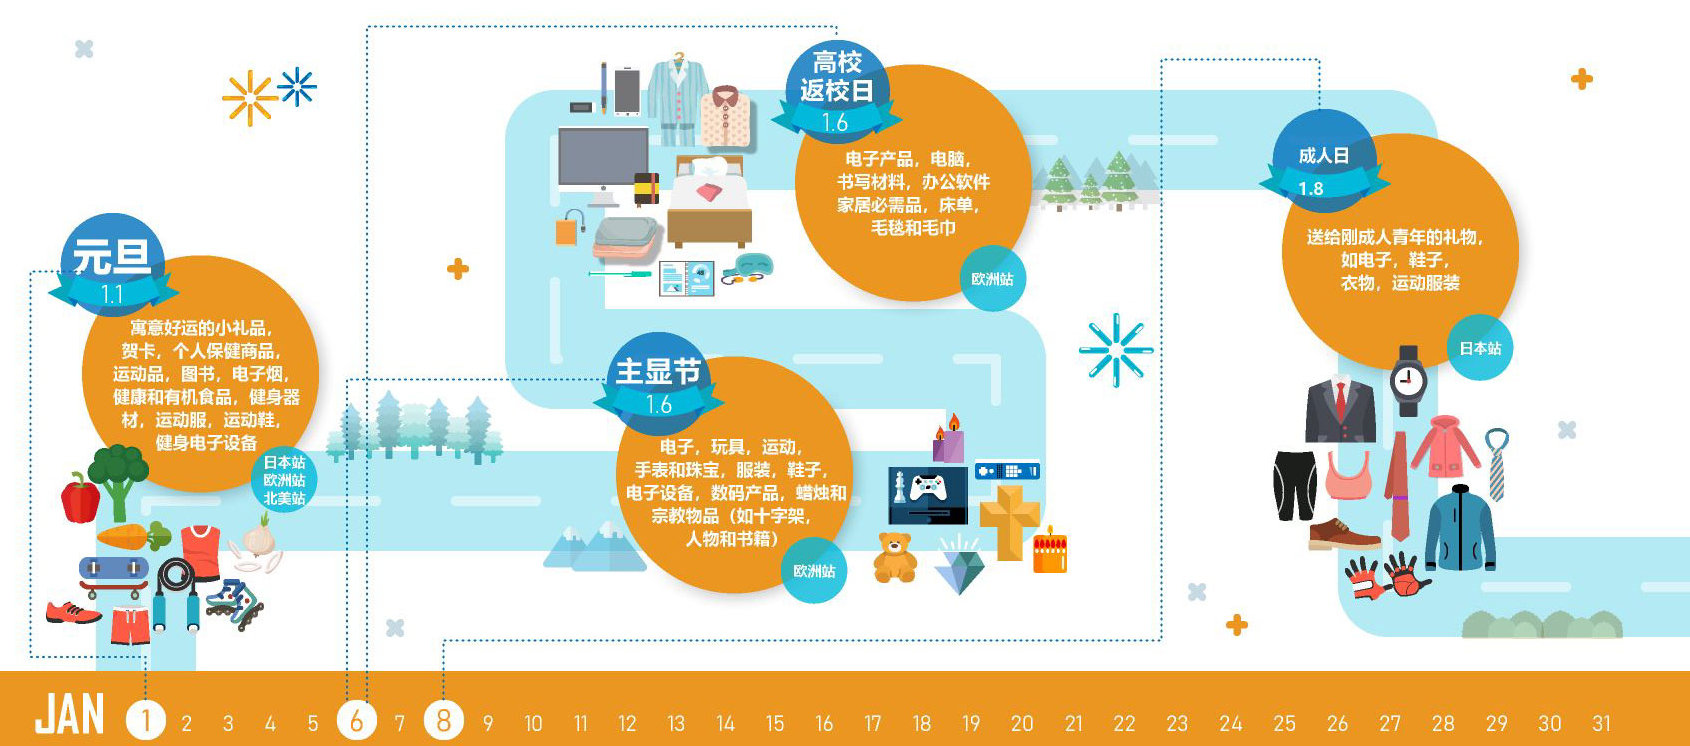 元旦
1.1
寓意好运的小礼品，
贺卡，个人保健商品，
运动品，图书，电子烟，
健康和有机食品，健身器
材，运动服，运动鞋，
健身电子设备
日本站
欧洲站
北美站
高校
返校日
1.6
电子产品，电脑，
书写材料，办公软件
家居必需品，床单，
毛毯和毛巾
欧洲站
主显节
1.6
电子，玩具，运动，
手表和珠宝，服装，鞋子，
电子设备，数码产品，蜡烛和
宗教物品（如十字架，
人物和书籍）
欧洲站
成人日
1.8
送给刚成人青年的礼物，
如电子，鞋子，
衣物，运动服装
日本站
JAN 1 2 3 4 5 6 7 8 9 10 11 12 13 14 15 16 17 18 19 20 21 22 23 24 25 26 27 28 29 30 31